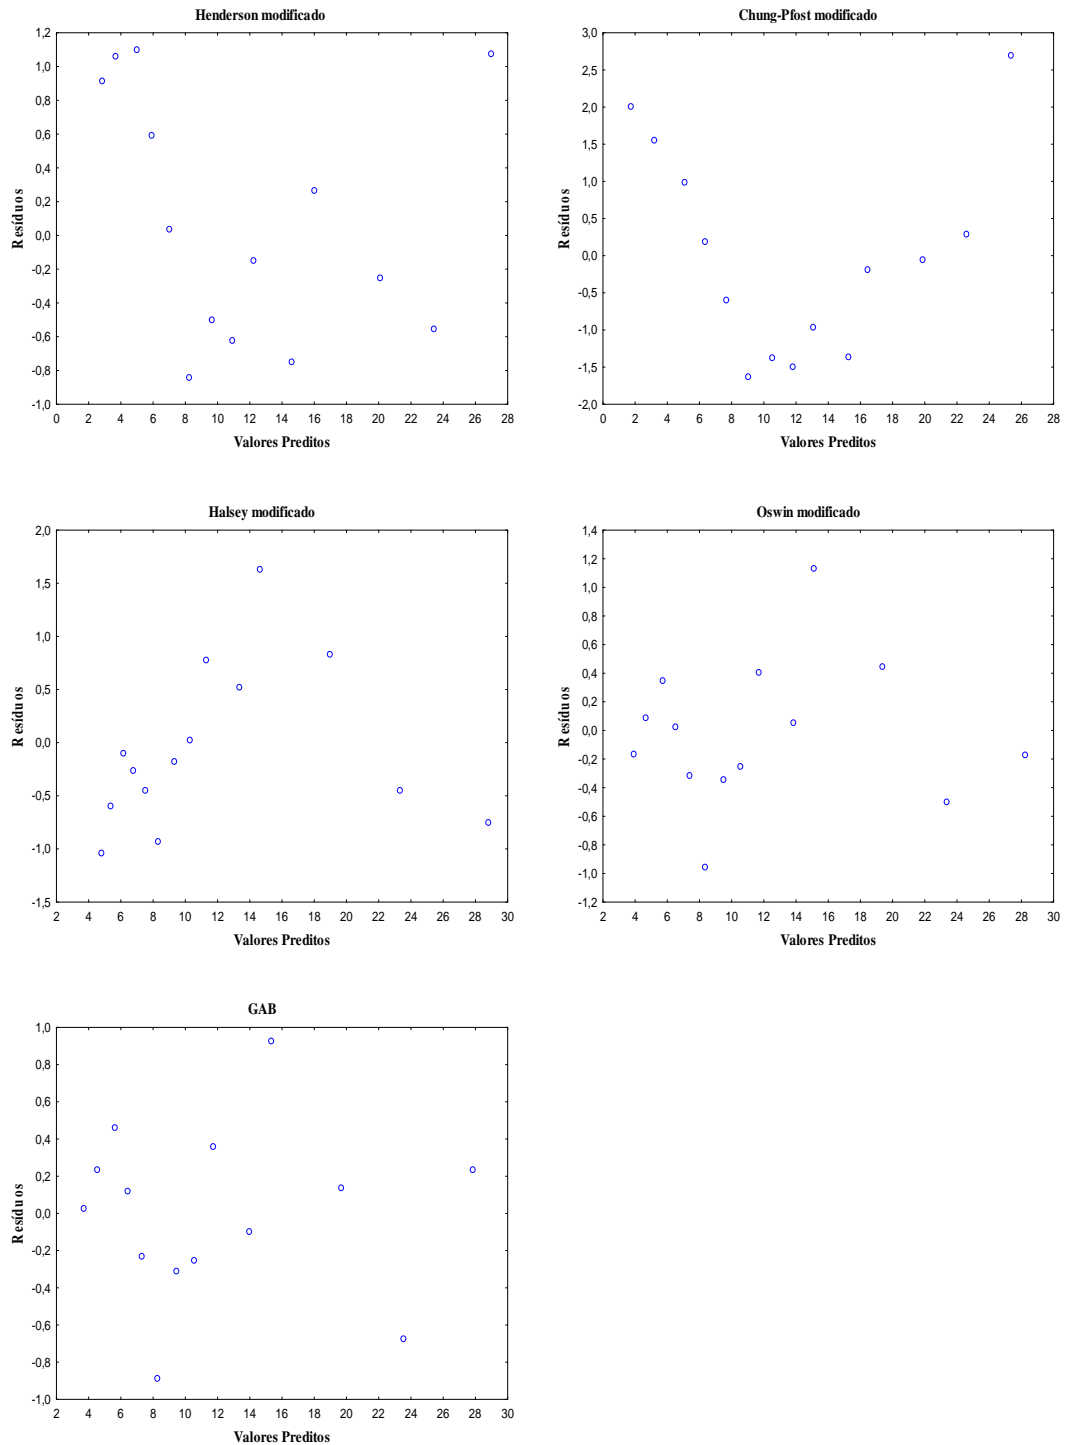 Henderson modificado
1,2
1,0
0,8
0,6
0,4
0,2
0,0
-0,2
-0,4
-0,6
-0,8
-1,0
Resíduos
0 2 4 6 8 10 12 14 16 18 20 22 24 26 28
Valores Preditos
Chung-Pfost modificado
3,0
2,5
2,0
1,5
1,0
0,5
0,0
-0,5
-1,0
-1,5
-2,0
Resíduos
0 2 4 6 8 10 12 14 16 18 20 22 24 26 28
Valores Preditos
Halsey modificado
2,0
1,5
1,0
0,5
0,0
-0,5
-1,0
-1,5
Resíduos
2 4 6 8 10 12 14 16 18 20 22 24 26 28 30
Valores Preditos
Oswin modificado
1,4
1,2
1,0
0,8
0,6
0,4
0,2
0,0
-0,2
-0,4
-0,6
-0,8
-1,0
-1,2
Resíduos
2 4 6 8 10 12 14 16 18 20 22 24 26 28 30
Valores Preditos
GAB
1,0
0,8
0,6
0,4
0,2
0,0
-0,2
-0,4
-0,6
-0,8
-1,0
Resíduos
2 4 6 8 10 12 14 16 18 20 22 24 26 28 30
Valores Preditos